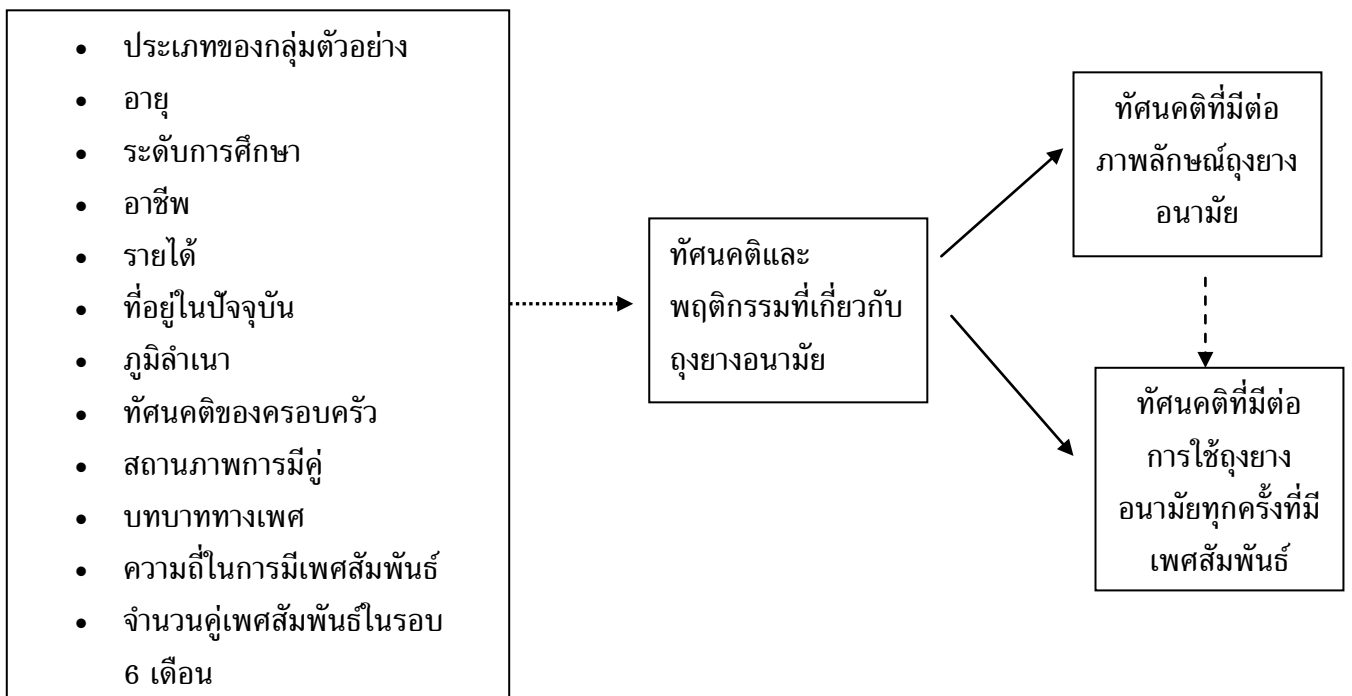 • ประเภทของกลุ่มตัวอย่าง
• อายุ
• ระดับการศึกษา
• อาชีพ
• รายได้
• ที่อยู่ในปัจจุบัน
• ภูมิลำเนา
• ทัศนคติของครอบครัว
• สถานภาพการมีคู่
• บทบาททางเพศ
• ความถี่ในการมีเพศสัมพันธ์
• จำนวนคู่เพศสัมพันธ์ในรอบ
6 เดือน
ทัศนคติและ
พฤติกรรมที่เกี่ยวกับ
ถุงยางอนามัย
ทัศนคติที่มีต่อ
ภาพลักษณ์ถุงยาง
อนามัย
ทัศนคติที่มีต่อ
การใช้ถุงยาง
อนามัยทุกครั้งที่มี
เพศสัมพันธ์